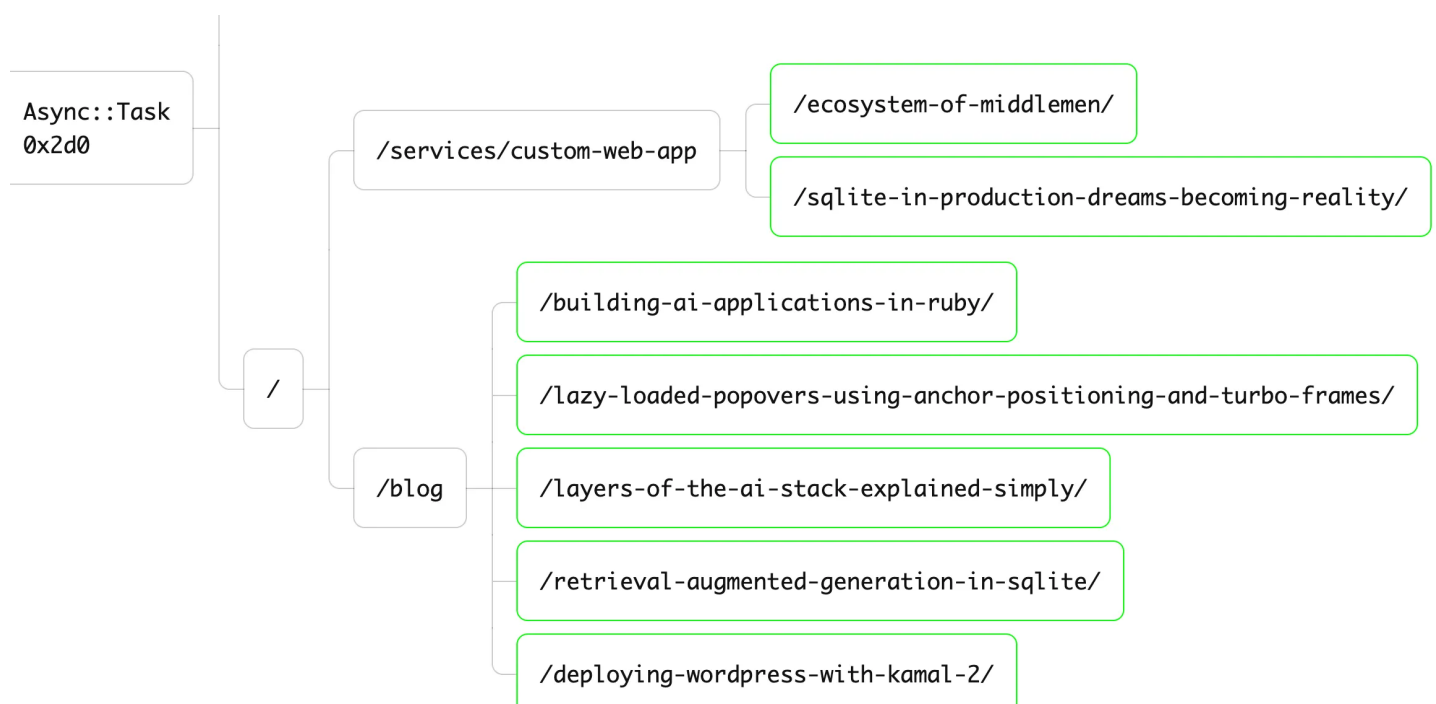 Async::Task
0x2d0
/ecosystem-of-middlemen/
/services/custom-web-app
/sqlite-in-production-dreams-becoming-reality/
/building-ai-applications-in-ruby/
/
/lazy-loaded-popovers-using-anchor-positioning-and-turbo-frames/
/blog
/layers-of-the-ai-stack-explained-simply/
/retrieval-augmented-generation-in-sqlite/
/deploying-wordpress-with-kamal-2/